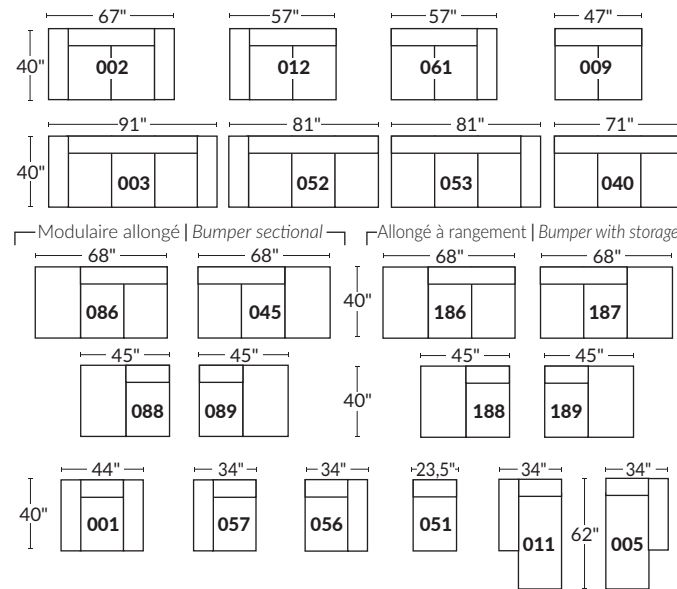 67" 57" 57" 47"
40" 002 012 061 009
91" 81" 81" 71"
40" 003 052 053 040
Modulaire allongé | Bumper sectional Allongé à rangement | Bumper with storage
68" 68" 68" 68"
086 045 40" 186 187
45" 45" 45" 45"
088 089 40" 188 189
44" 34" 34" 23,5" 34" 34"
40" 001 057 056 051 011 62" 005